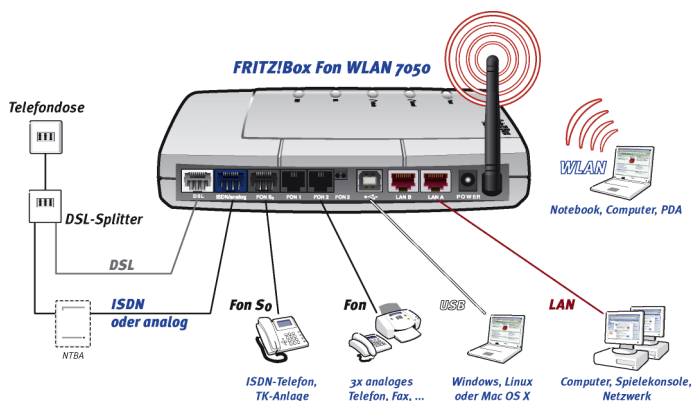 FRITZ!Box Fon WLAN 7050
Telefondose
WLAN
Notebook, Computer, PDA
DSL
ISDN/analog
FON S0
FON 1
FON 2
FON 3
LAN B
LAN A
POWER
DSL-Splitter
DSL
ISDN
oder analog
NTBA
Fon S0
Fon
USB
LAN
ISDN-Telefon,
TK-Anlage
3x analoges
Telefon, Fax, ...
Windows, Linux
oder Mac OS X
Computer, Spielekonsole,
Netzwerk